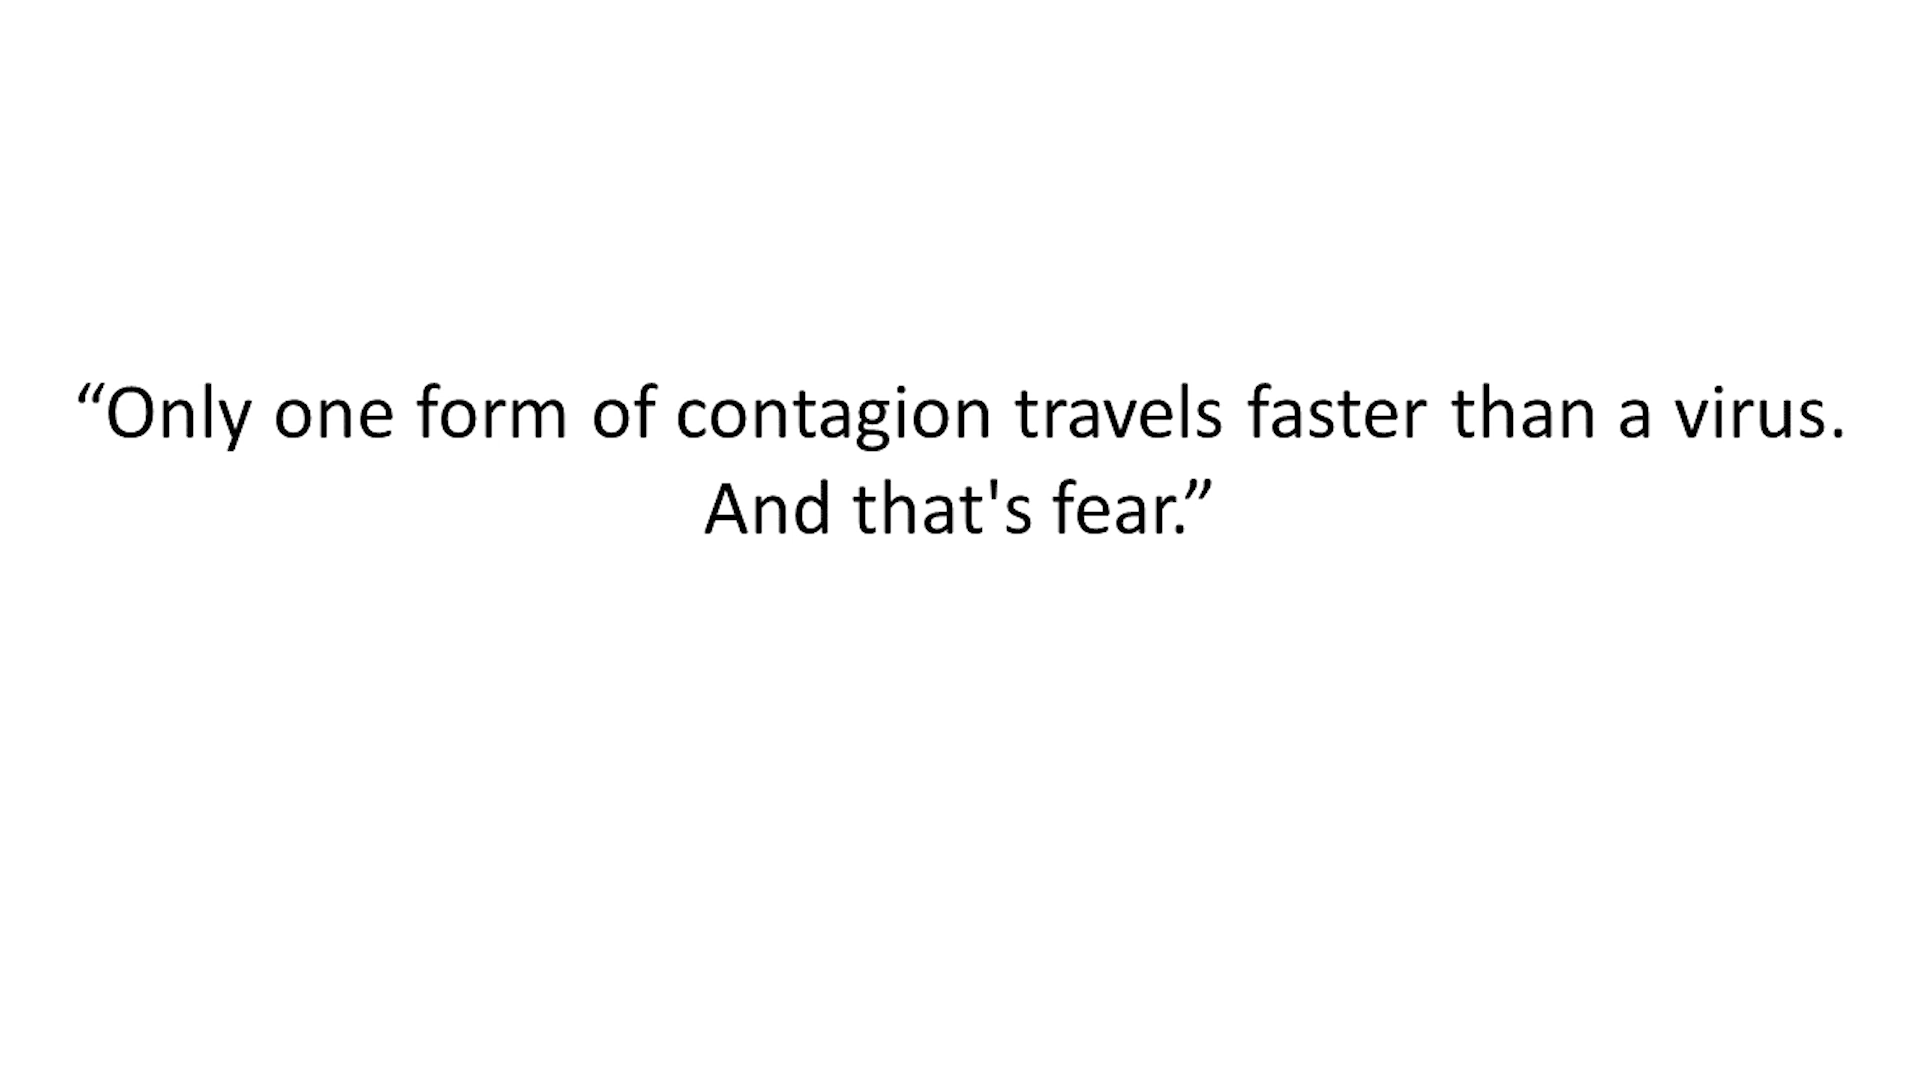 “Only one form of contagion travels faster than a virus.
And that's fear.”